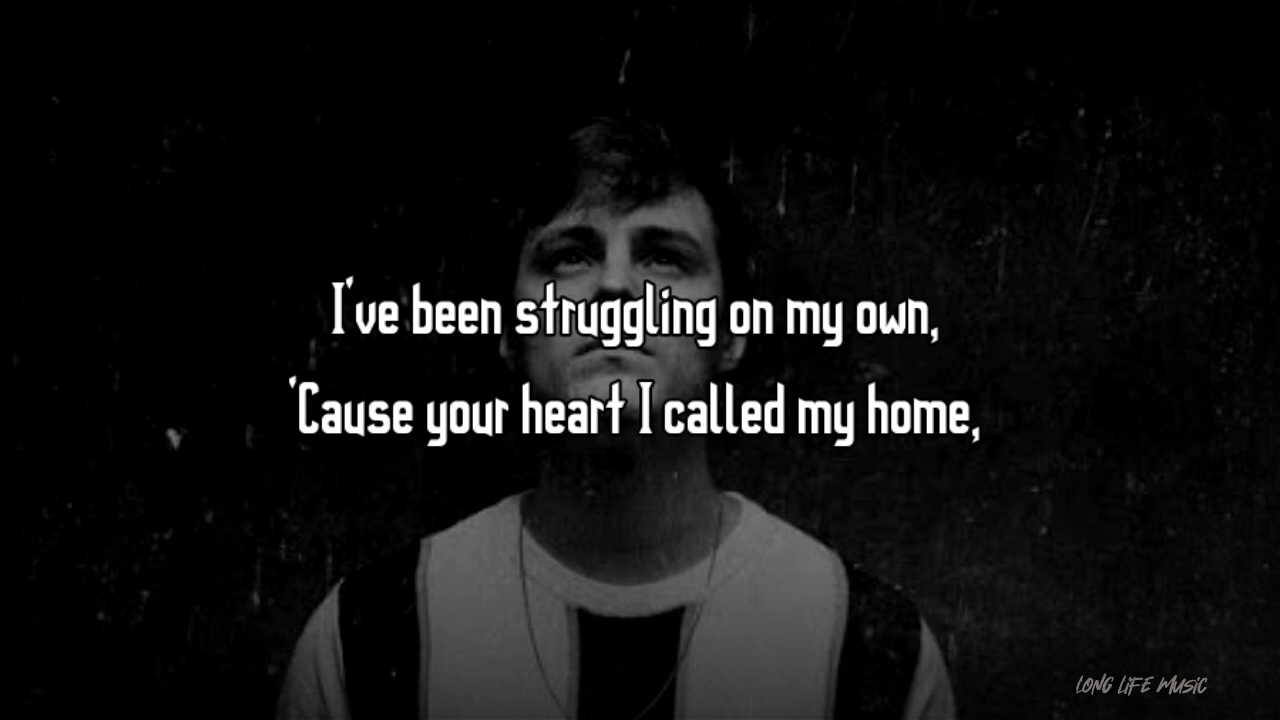 I've been struggling on my own,
'Cause your heart I called my home,
LONG LIFE MUSIC